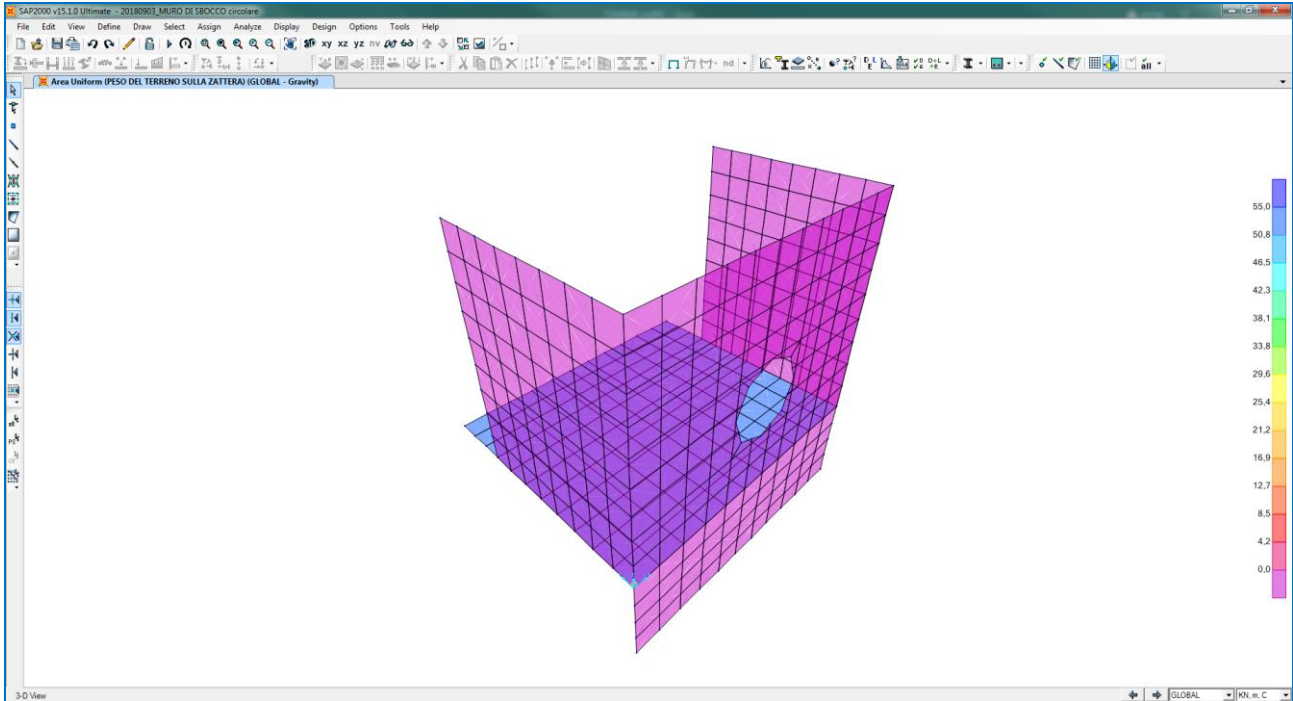 SAP2000 v15.1.0 Ultimate - 20180903_MURO DI SBOCCO circolare
File Edit View Define Draw Select Assign Analyze Display Design Options Tools Help
xy xz yz nv
nd
all
Area Uniform (PESO DEL TERRENO SULLA ZATTERA) (GLOBAL - Gravity)
55,0
50,8
46,5
42,3
38,1
33,8
29,6
25,4
21,2
16,9
12,7
8,5
4,2
0,0
3-D View
GLOBAL
KN, m, C